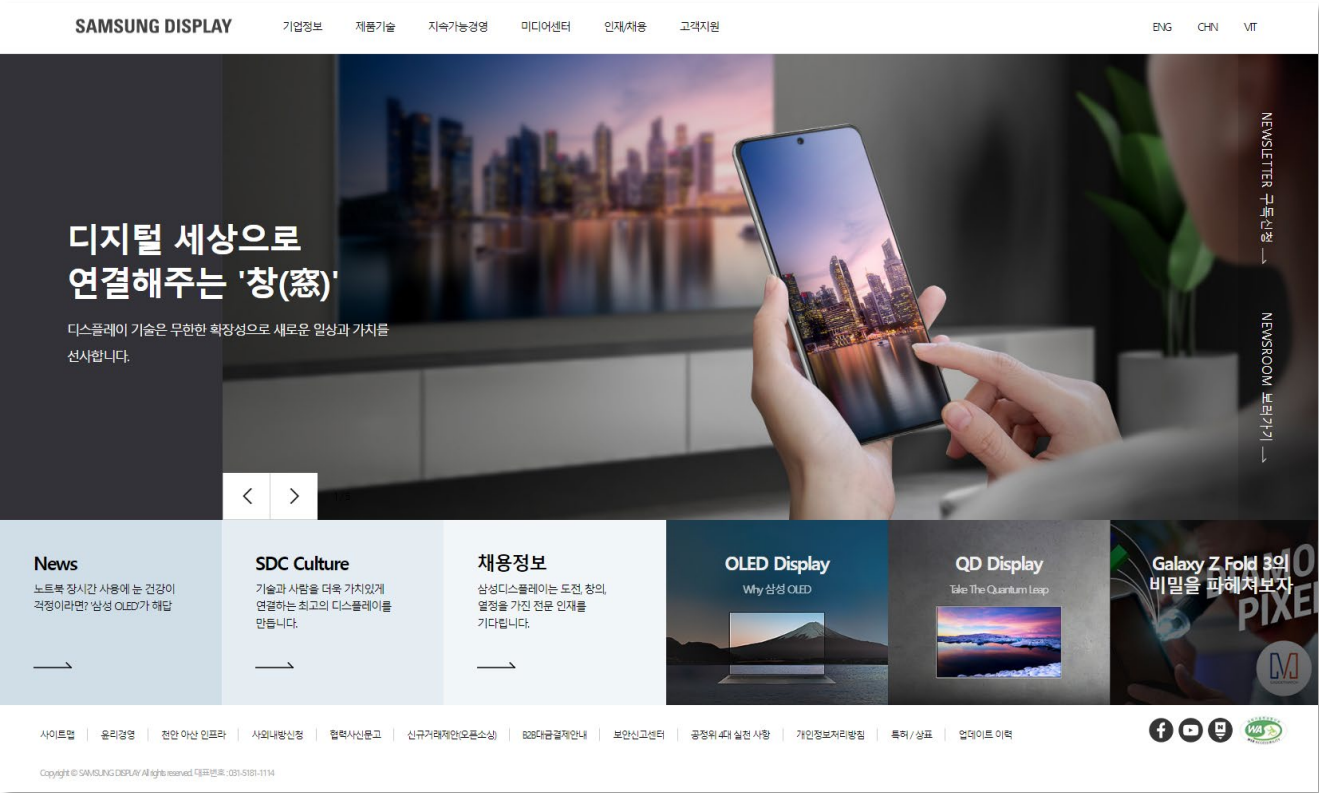 SAMSUNG DISPLAY
기업정보
제품기술
지속가능경영
미디어센터
인재/채용
고객지원
ENG
CHN
VIT
디지털 세상으로
연결해주는 '창(窓)'
디스플레이 기술은 무한한 확장성으로 새로운 일상과 가치를
선사합니다.
NEWSLETTER 구독신청
NEWSROOM 보러가기
News
노트북 장시간 사용에 눈 건강이
걱정이라면? '삼성 OLED'가 해답
SDC Culture
기술과 사람을 더욱 가치있게
연결하는 최고의 디스플레이를
만듭니다.
채용정보
삼성디스플레이는 도전, 창의,
열정을 가진 전문 인재를
기다립니다.
OLED Display
Why 삼성 OLED
QD Display
Take The Quantum Leap
Galaxy Z Fold 3의
비밀을 파헤쳐보자
PIXEL
사이트맵
윤리경영
천안 아산 인프라
사외내방신청
협력사신문고
신규거래제안(오픈소싱)
B2B대금결제안내
보안신고센터
공정위 4대 실천 사항
개인정보처리방침
특허 / 상표
업데이트 이력
WA
Copyright © SAMSUNG DISPLAY All rights reserved. 대표번호 : 031-5181-1114